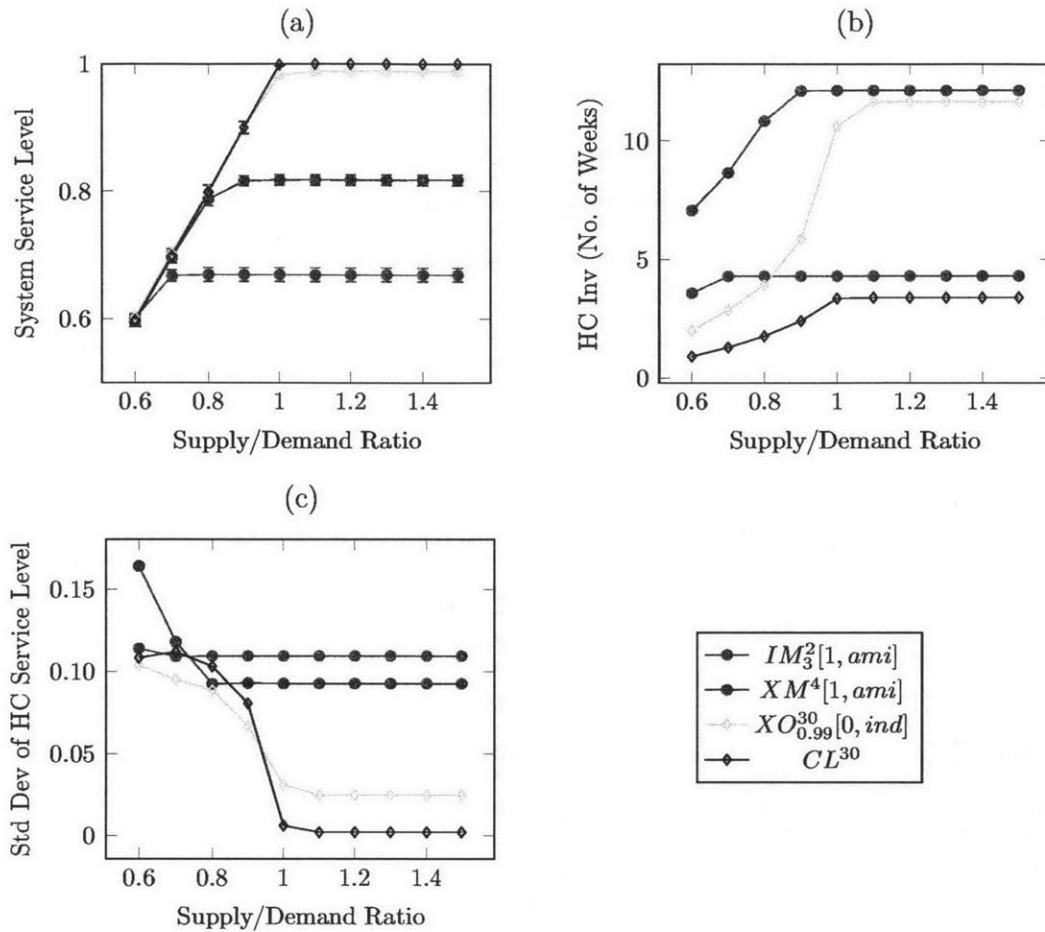 (a)
System Service Level
1
0.8
0.6
0.6 0.8 1 1.2 1.4
Supply/Demand Ratio
(b)
HC Inv (No. of Weeks)
10
5
0
0.6 0.8 1 1.2 1.4
Supply/Demand Ratio
(c)
Std Dev of HC Service Level
0.15
0.10
0.05
0
0.6 0.8 1 1.2 1.4
Supply/Demand Ratio
$IM_3^2[1, ami]$
$XM^4[1, ami]$
$XO_{0.99}^{30}[0, ind]$
$CL^{30}$